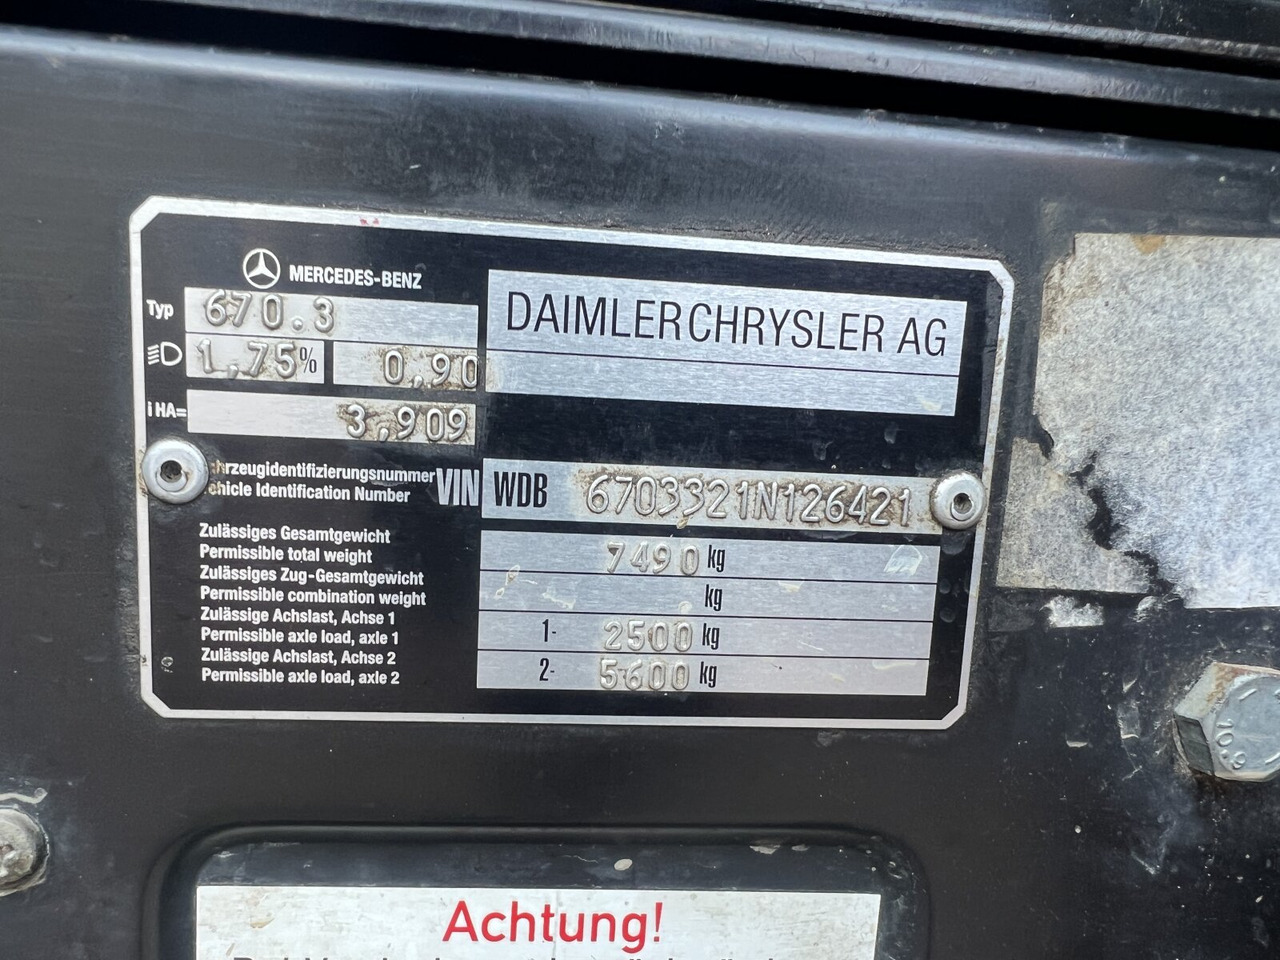 MERCEDES-BENZ
DAIMLERCHRYSLER AG
Typ 670.3
1,75% 0,90
i HA= 3,909
hrzeugidentifizierungsnummer
hicle Identification Number
VIN WDB 6703321N126421
Zulässiges Gesamtgewicht
Permissible total weight
7490 kg
Zulässiges Zug-Gesamtgewicht
Permissible combination weight
kg
Zulässige Achslast, Achse 1
Permissible axle load, axle 1
1- 2500 kg
Zulässige Achslast, Achse 2
Permissible axle load, axle 2
2- 5600 kg
10.9
Achtung!